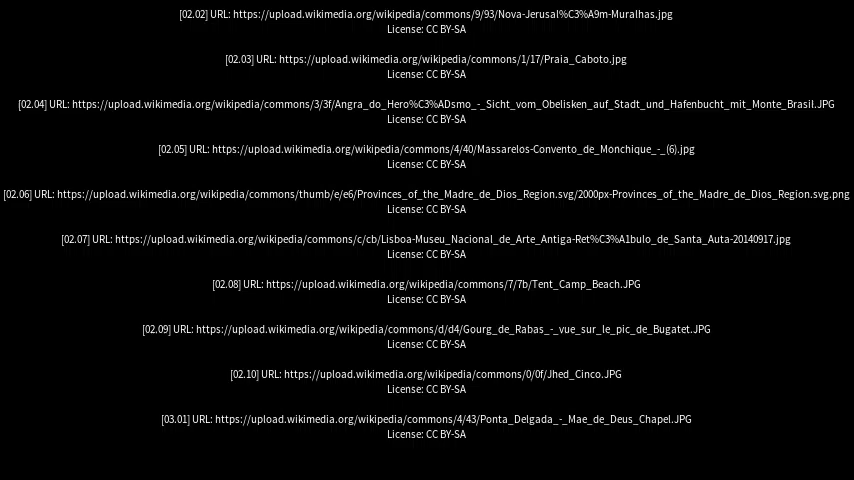 [02.02] URL: https://upload.wikimedia.org/wikipedia/commons/9/93/Nova-Jerusal%C3%A9m-Muralhas.jpg
License: CC BY-SA
[02.03] URL: https://upload.wikimedia.org/wikipedia/commons/1/17/Praia_Caboto.jpg
License: CC BY-SA
[02.04] URL: https://upload.wikimedia.org/wikipedia/commons/3/3f/Angra_do_Hero%C3%ADsmo_-_Sicht_vom_Obelisken_auf_Stadt_und_Hafenbucht_mit_Monte_Brasil.JPG
License: CC BY-SA
[02.05] URL: https://upload.wikimedia.org/wikipedia/commons/4/40/Massarelos-Convento_de_Monchique_-_(6).jpg
License: CC BY-SA
[02.06] URL: https://upload.wikimedia.org/wikipedia/commons/thumb/e/e6/Provinces_of_the_Madre_de_Dios_Region.svg/2000px-Provinces_of_the_Madre_de_Dios_Region.svg.png
License: CC BY-SA
[02.07] URL: https://upload.wikimedia.org/wikipedia/commons/c/cb/Lisboa-Museu_Nacional_de_Arte_Antiga-Ret%C3%A1bulo_de_Santa_Auta-20140917.jpg
License: CC BY-SA
[02.08] URL: https://upload.wikimedia.org/wikipedia/commons/7/7b/Tent_Camp_Beach.JPG
License: CC BY-SA
[02.09] URL: https://upload.wikimedia.org/wikipedia/commons/d/d4/Gourg_de_Rabas_-_vue_sur_le_pic_de_Bugatet.JPG
License: CC BY-SA
[02.10] URL: https://upload.wikimedia.org/wikipedia/commons/0/0f/Jhed_Cinco.JPG
License: CC BY-SA
[03.01] URL: https://upload.wikimedia.org/wikipedia/commons/4/43/Ponta_Delgada_-_Mae_de_Deus_Chapel.JPG
License: CC BY-SA